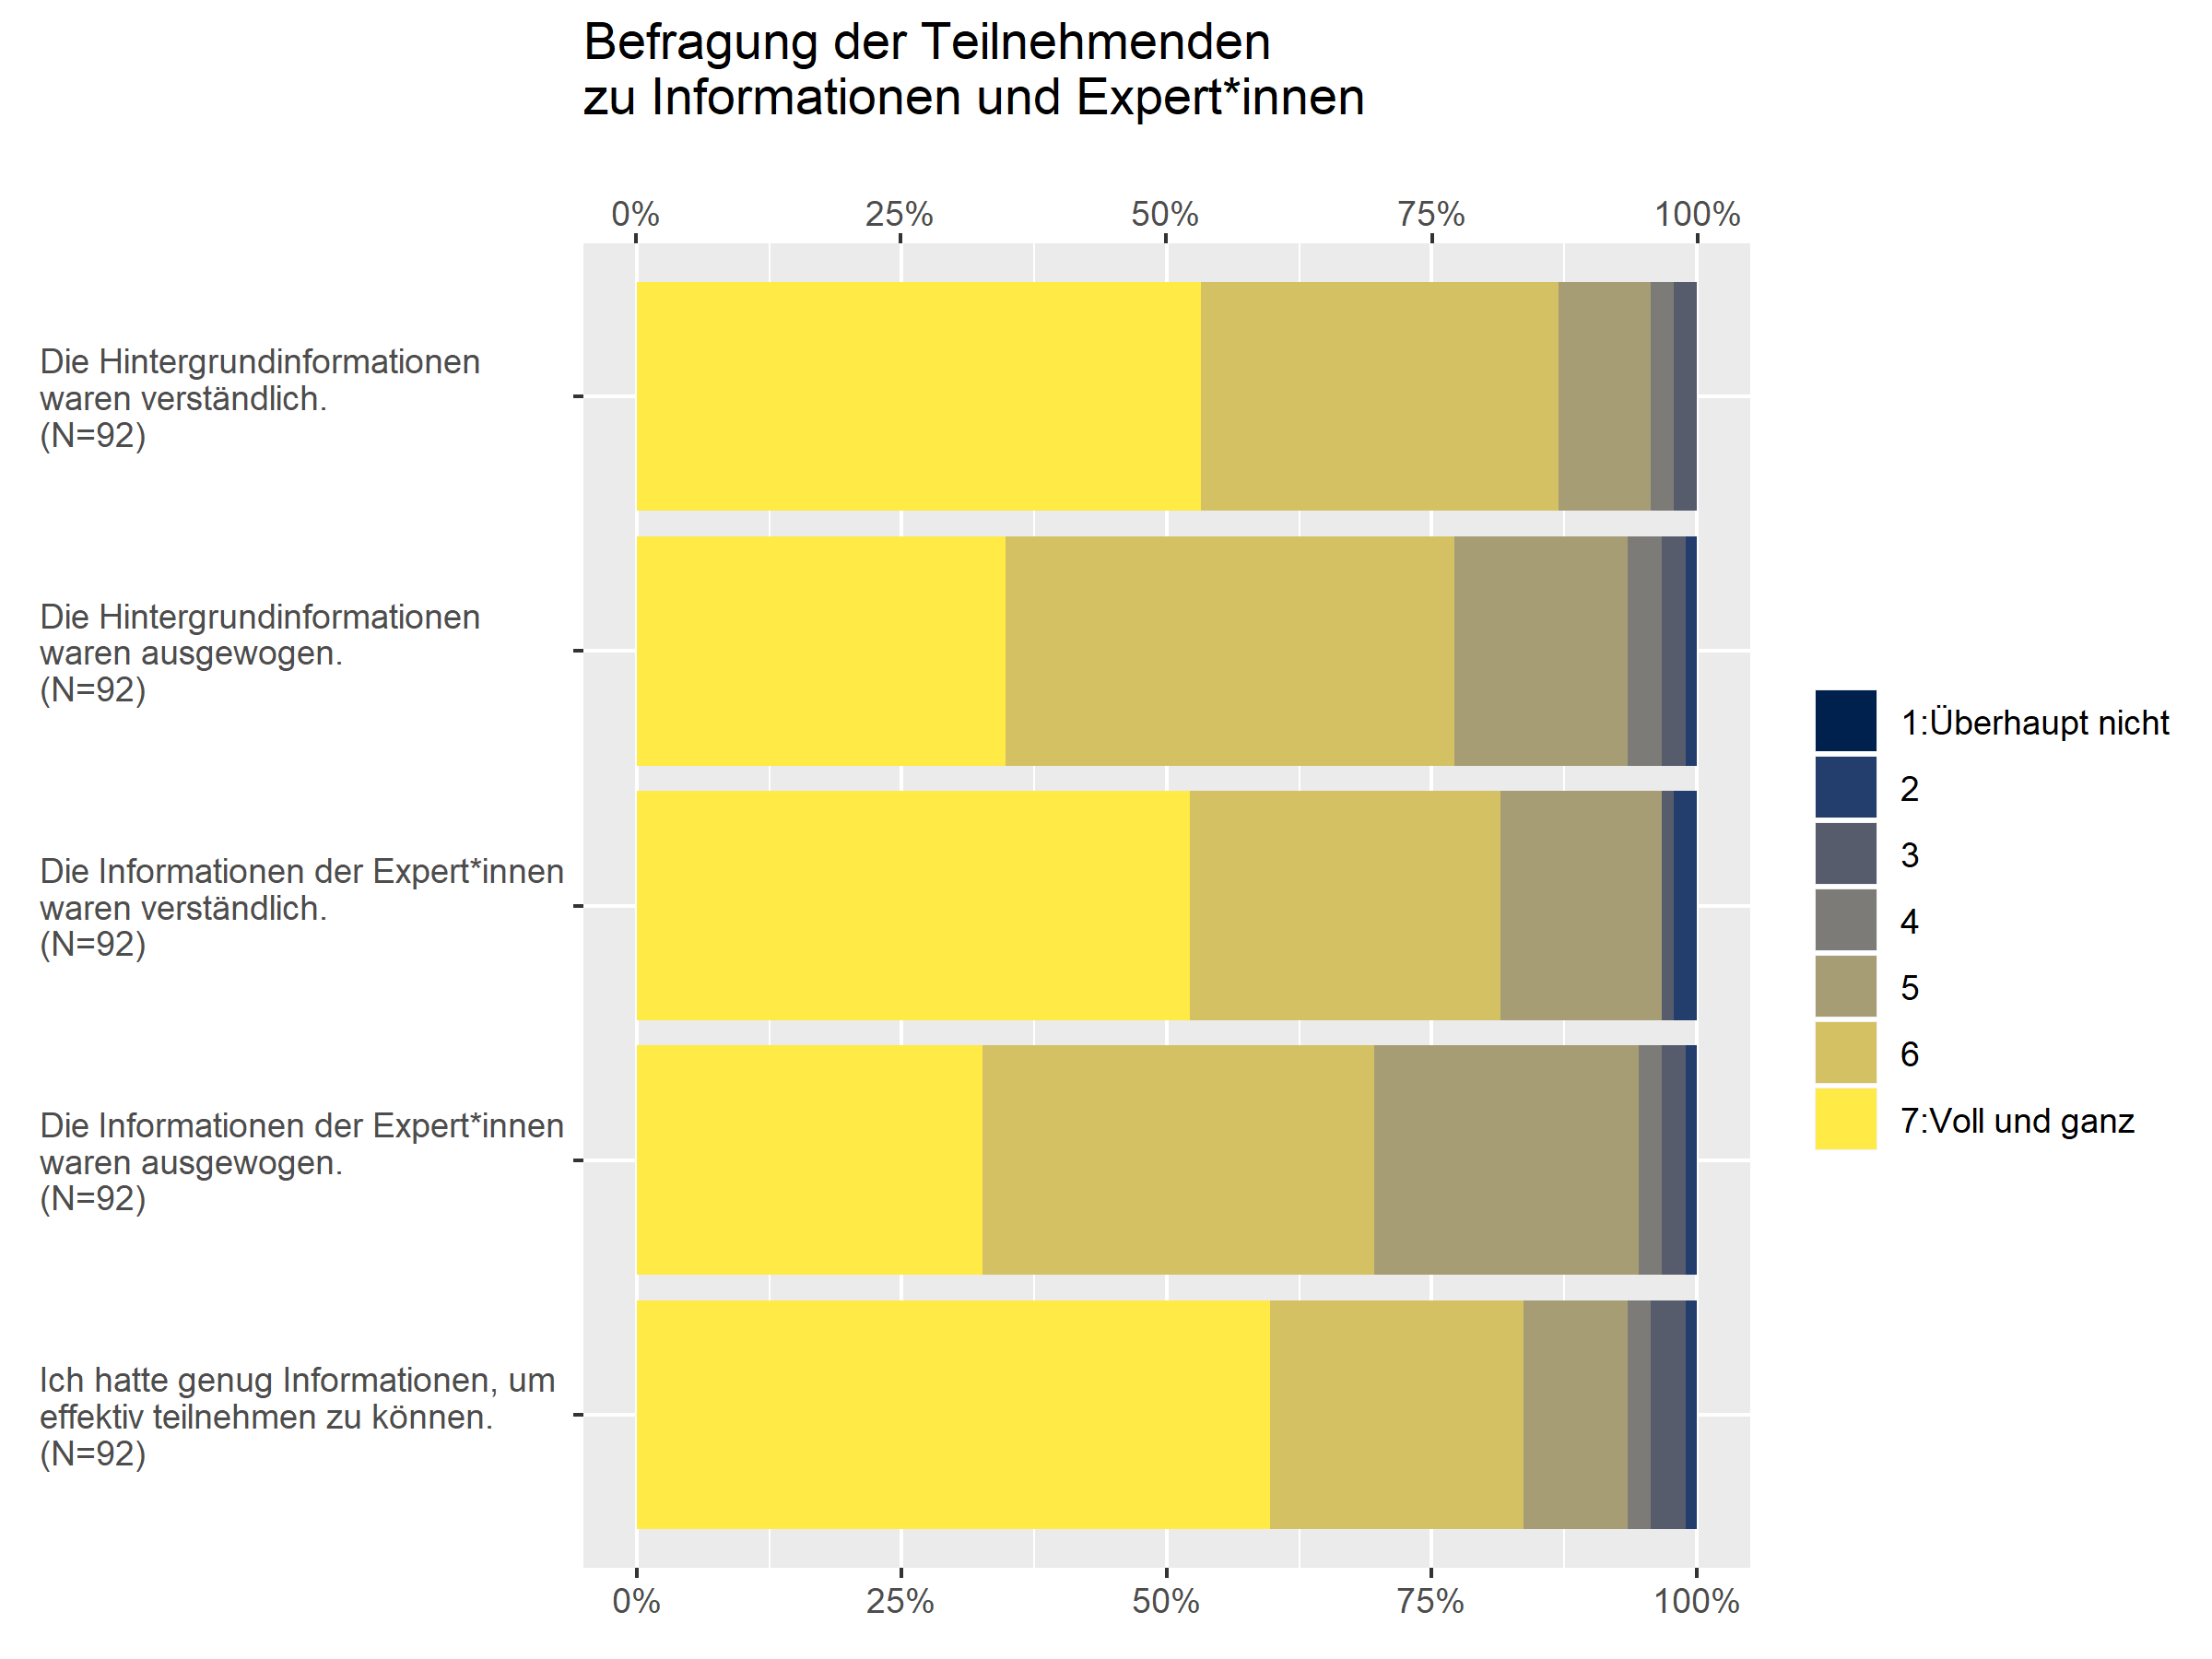 Befragung der Teilnehmenden
zu Informationen und Expert*innen
0% 25% 50% 75% 100%
Die Hintergrundinformationen
waren verständlich.
(N=92)
Die Hintergrundinformationen
waren ausgewogen.
(N=92)
Die Informationen der Expert*innen
waren verständlich.
(N=92)
Die Informationen der Expert*innen
waren ausgewogen.
(N=92)
Ich hatte genug Informationen, um
effektiv teilnehmen zu können.
(N=92)
0% 25% 50% 75% 100%
1:Überhaupt nicht
2
3
4
5
6
7:Voll und ganz